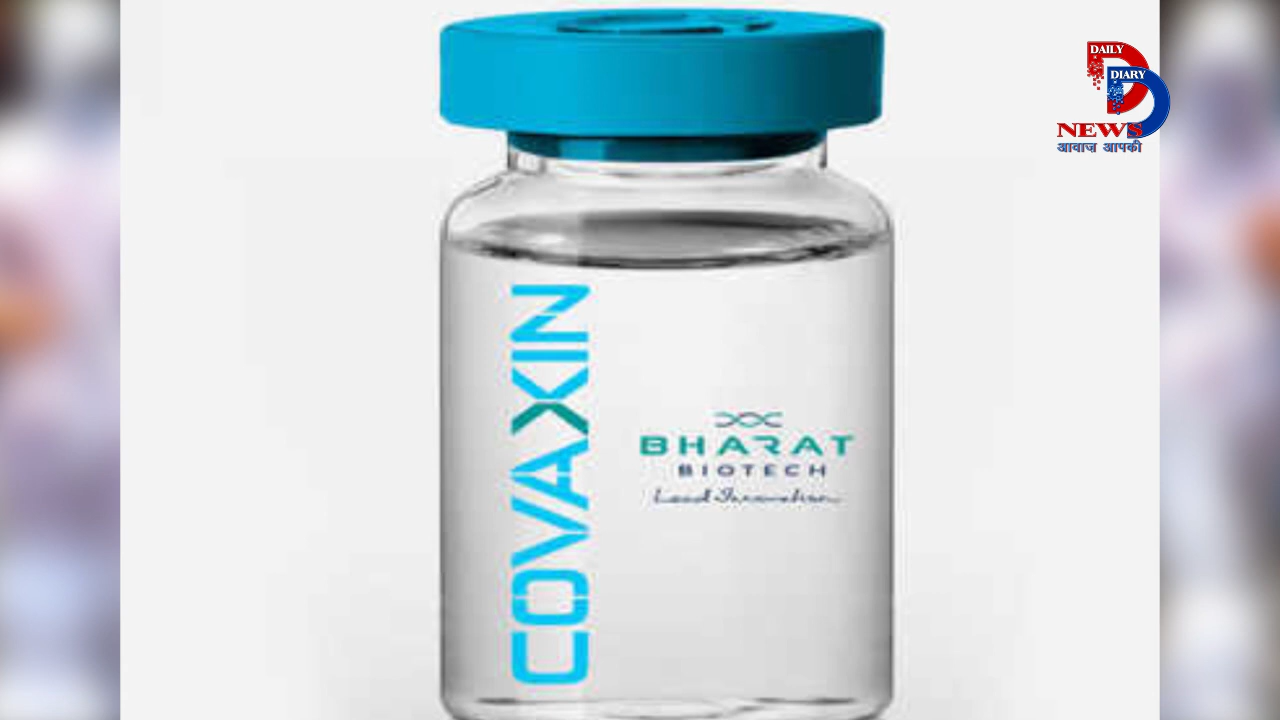 COVAXIN
BHARAT
BIOTECH
Lead Innovation
DAILY
DIARY
NEWS
आवाज़ आपकी